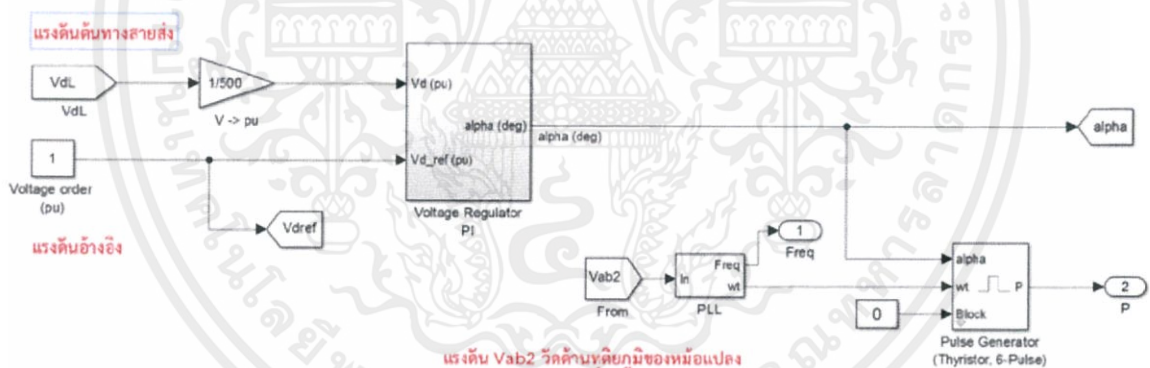 แรงดันต้นทางสายส่ง
VdL
VdL
1/500
V -> pu
Vd (pu)
alpha (deg)
Vd_ref (pu)
Voltage Regulator
PI
alpha (deg)
alpha
1
Voltage order
(pu)
Vdref
แรงดันอ้างอิง
Vab2
From
In
Freq
wt
PLL
1
Freq
0
alpha
wt
P
Block
Pulse Generator
(Thyristor, 6-Pulse)
2
P
แรงดัน Vab2 วัดด้านทุติยภูมิของหม้อแปลง